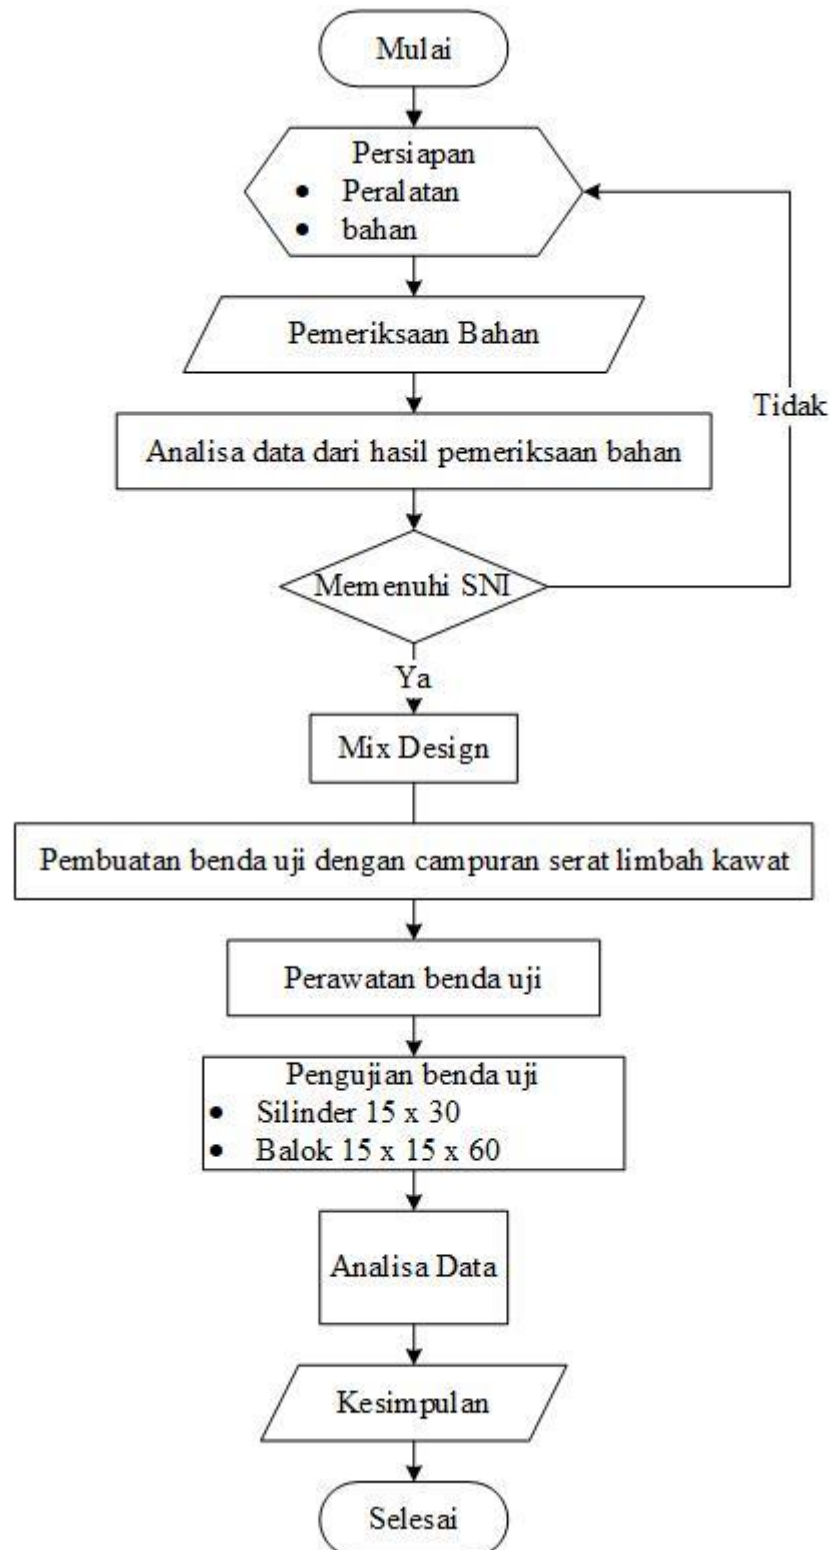 Mulai
Persiapan
• Peralatan
• bahan
Pemeriksaan Bahan
Tidak
Analisa data dari hasil pemeriksaan bahan
Memenuhi SNI
Ya
Mix Design
Pembuatan benda uji dengan campuran serat limbah kawat
Perawatan benda uji
Pengujian benda uji
• Silinder 15 x 30
• Balok 15 x 15 x 60
Analisa Data
Kesimpulan
Selesai